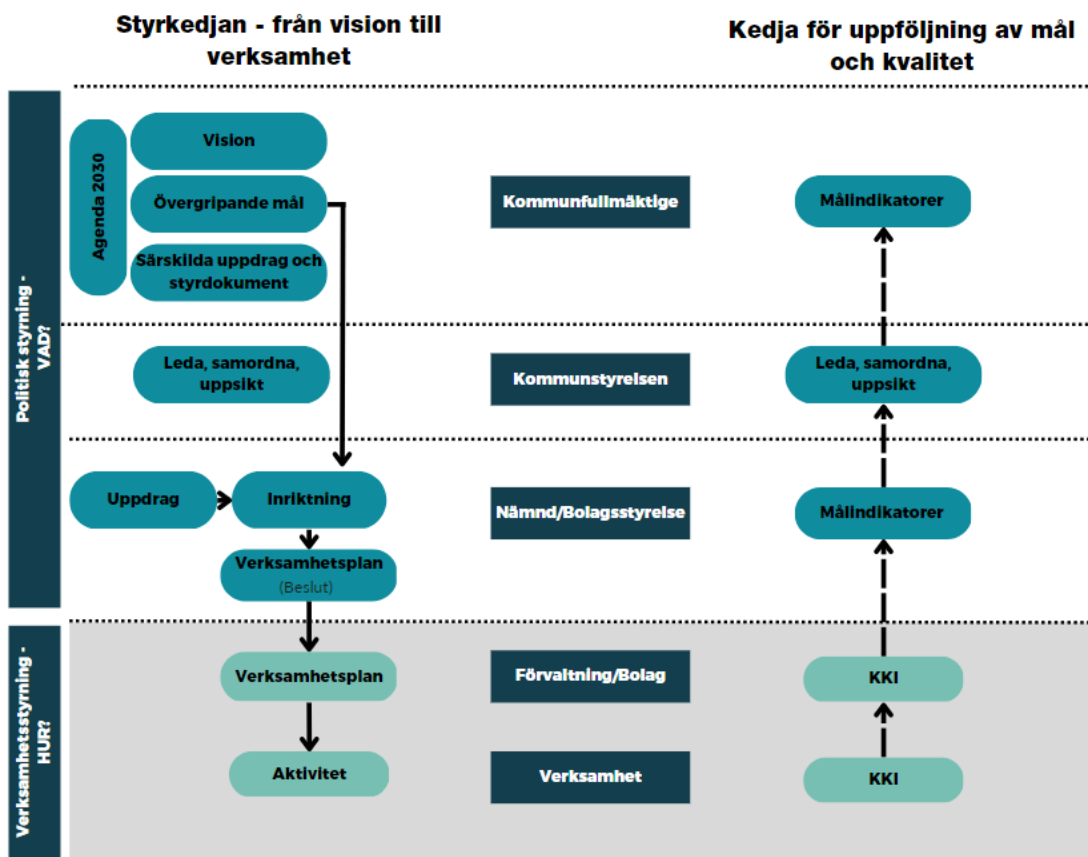 Styrkedjan - från vision till
verksamhet
Kedja för uppföljning av mål
och kvalitet
Politisk styrning -
VAD?
Agenda 2030
Vision
Övergripande mål
Särskilda uppdrag och
styrdokument
Kommunfullmäktige
Målindikatorer
Leda, samordna,
uppsikt
Kommunstyrelsen
Leda, samordna,
uppsikt
Uppdrag
Inriktning
Nämnd/Bolagsstyrelse
Målindikatorer
Verksamhetsplan
(Beslut)
Verksamhetsstyrning -
HUR?
Verksamhetsplan
Förvaltning/Bolag
KKI
Aktivitet
Verksamhet
KKI